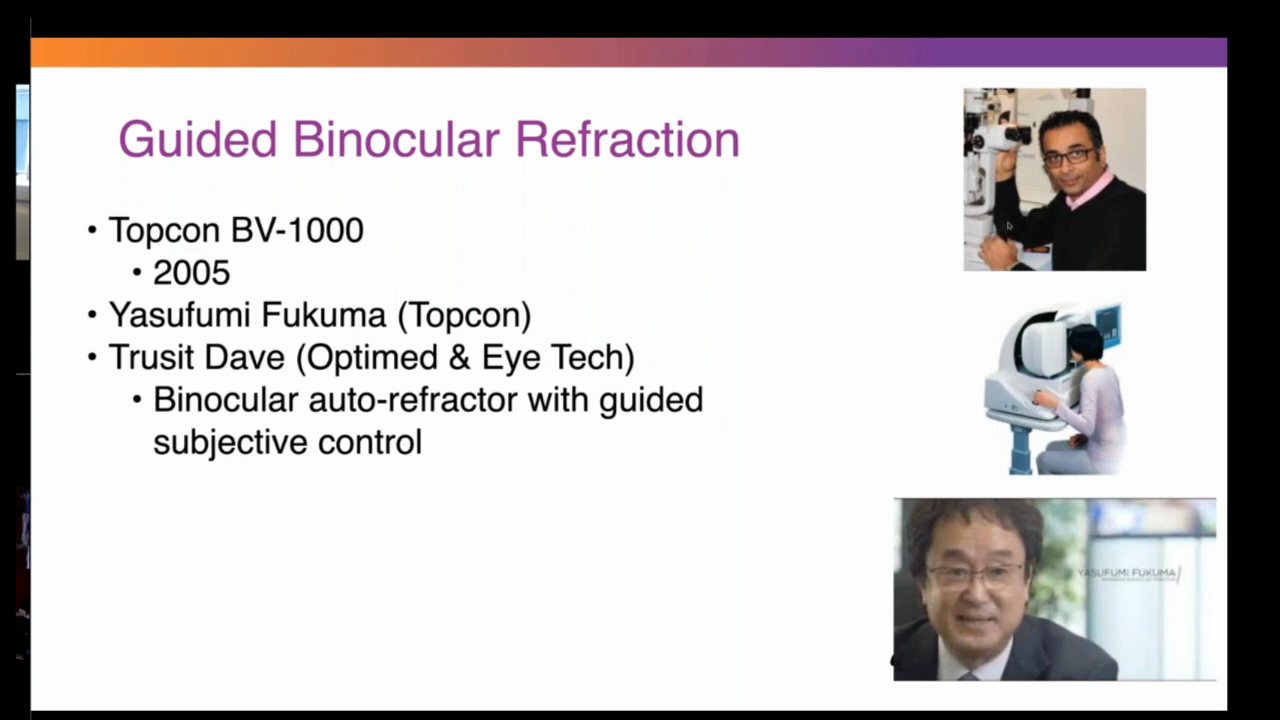 Guided Binocular Refraction
• Topcon BV-1000
• 2005
• Yasufumi Fukuma (Topcon)
• Trusit Dave (Optimed & Eye Tech)
• Binocular auto-refractor with guided
subjective control
YASUFUMI FUKUMA